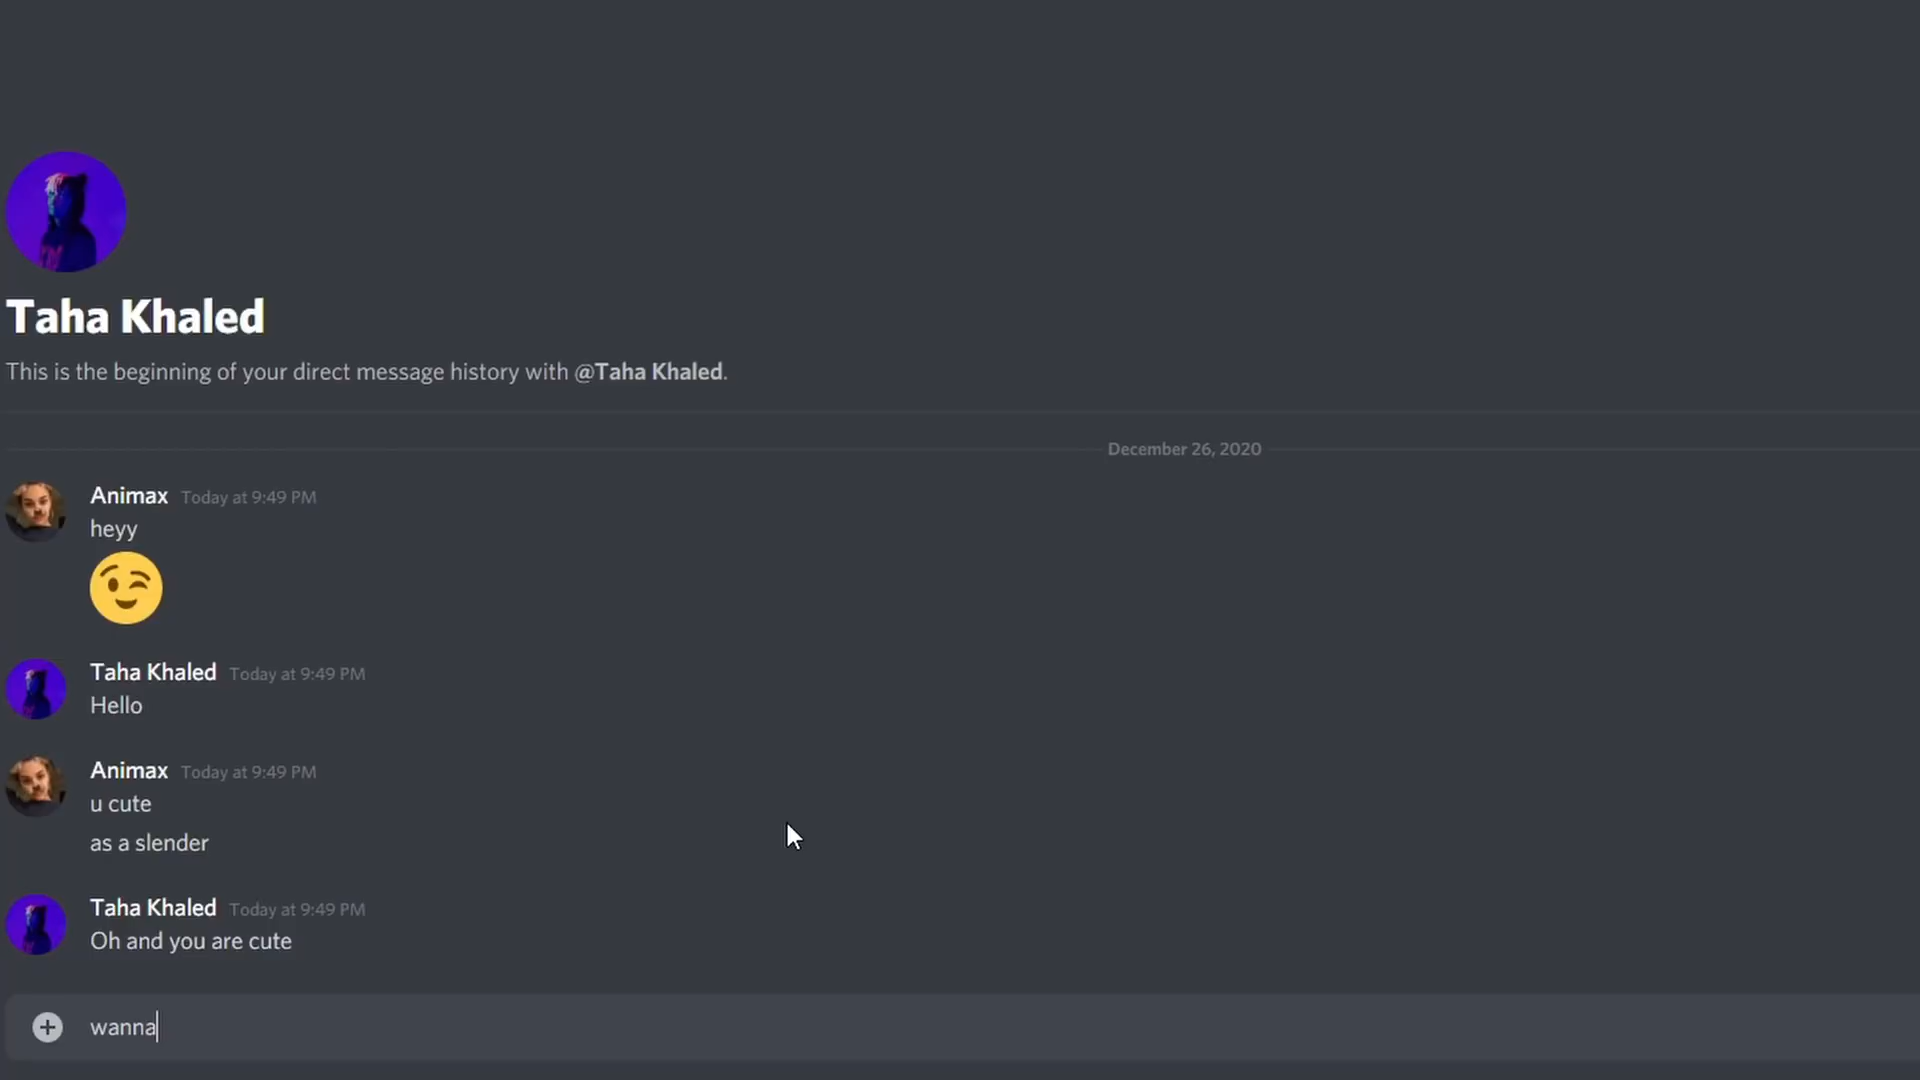 Taha Khaled
This is the beginning of your direct message history with @Taha Khaled.
December 26, 2020
Animax Today at 9:49 PM
heyy
Taha Khaled Today at 9:49 PM
Hello
Animax Today at 9:49 PM
u cute
as a slender
Taha Khaled Today at 9:49 PM
Oh and you are cute
wanna